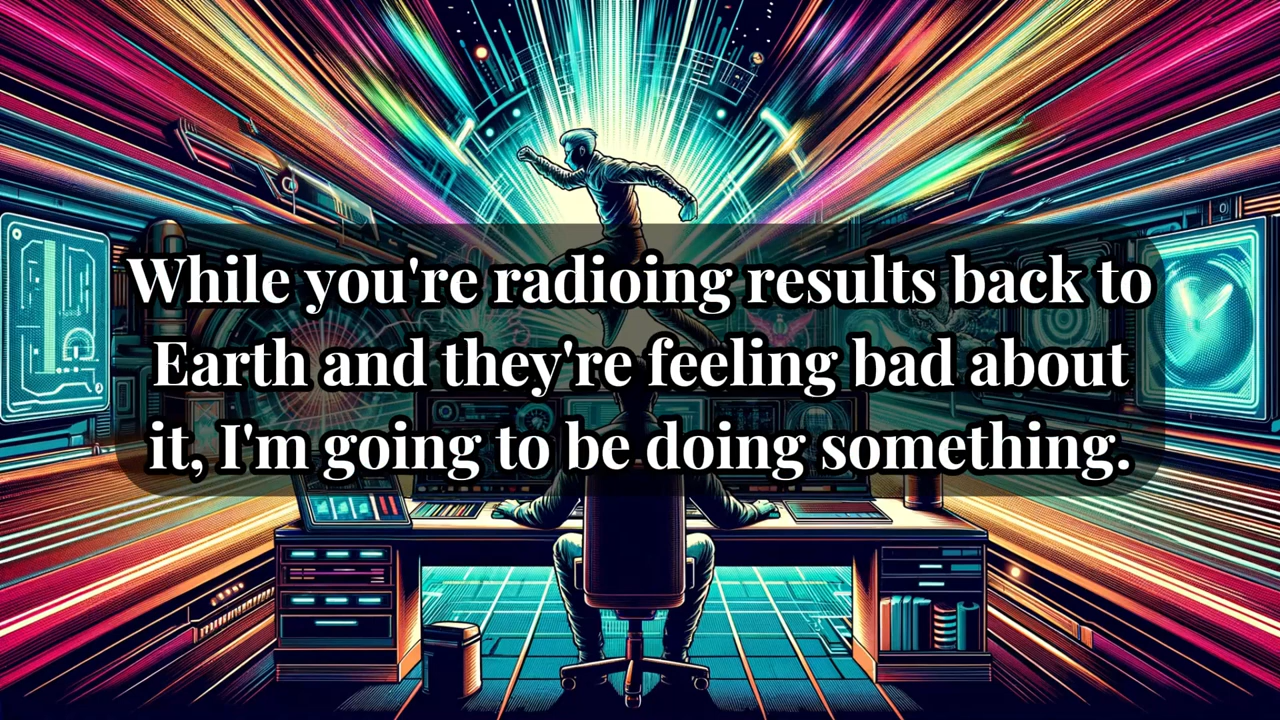 While you're radioing results back to
Earth and they're feeling bad about
it, I'm going to be doing something.